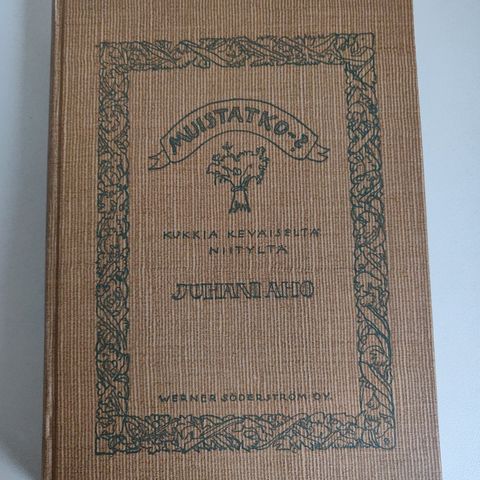 MUISTATKO–?
KUKKIA KEVÄISELTÄ
NIITYLTÄ
JUHANI AHO
WERNER SÖDERSTRÖM OY.